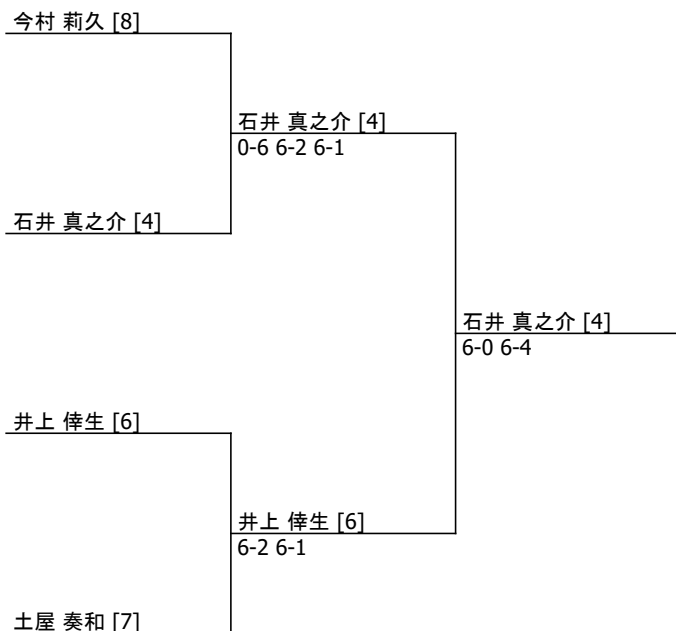 今村 莉久 [8]
石井 真之介 [4]
0-6 6-2 6-1
石井 真之介 [4]
石井 真之介 [4]
6-0 6-4
井上 倖生 [6]
井上 倖生 [6]
6-2 6-1
土屋 奏和 [7]